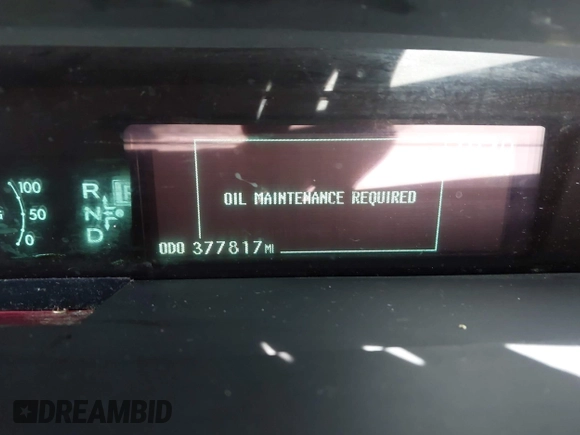 100
50
0
R
N
D
OIL MAINTENANCE REQUIRED
ODO 377817 MI
DREAMBID